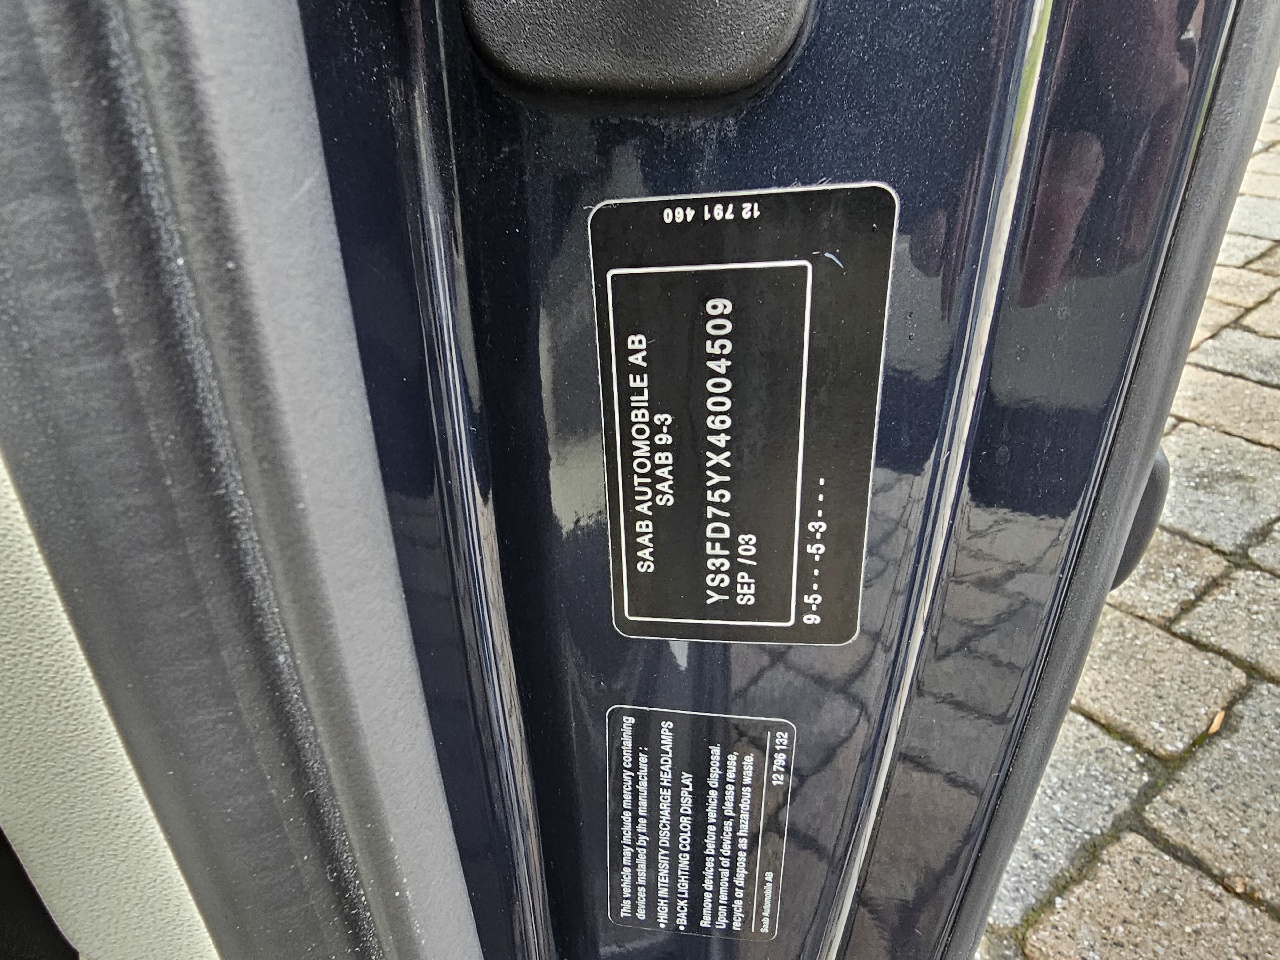 12 791 460
SAAB AUTOMOBILE AB
SAAB 9-3
YS3FD75YX46004509
SEP /03
9-5---5-3---
This vehicle may include mercury containing
devices installed by the manufacturer :
•HIGH INTENSITY DISCHARGE HEADLAMPS
•BACK LIGHTING COLOR DISPLAY
Remove devices before vehicle disposal.
Upon removal of devices, please reuse,
recycle or dispose as hazardous waste.
Saab Automobile AB
12 796 132